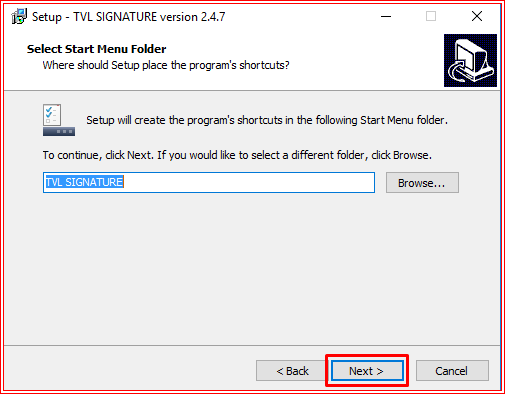 Setup - TVL SIGNATURE version 2.4.7
Select Start Menu Folder
Where should Setup place the program's shortcuts?
Setup will create the program's shortcuts in the following Start Menu folder.
To continue, click Next. If you would like to select a different folder, click Browse.
TVL SIGNATURE
Browse...
< Back
Next >
Cancel